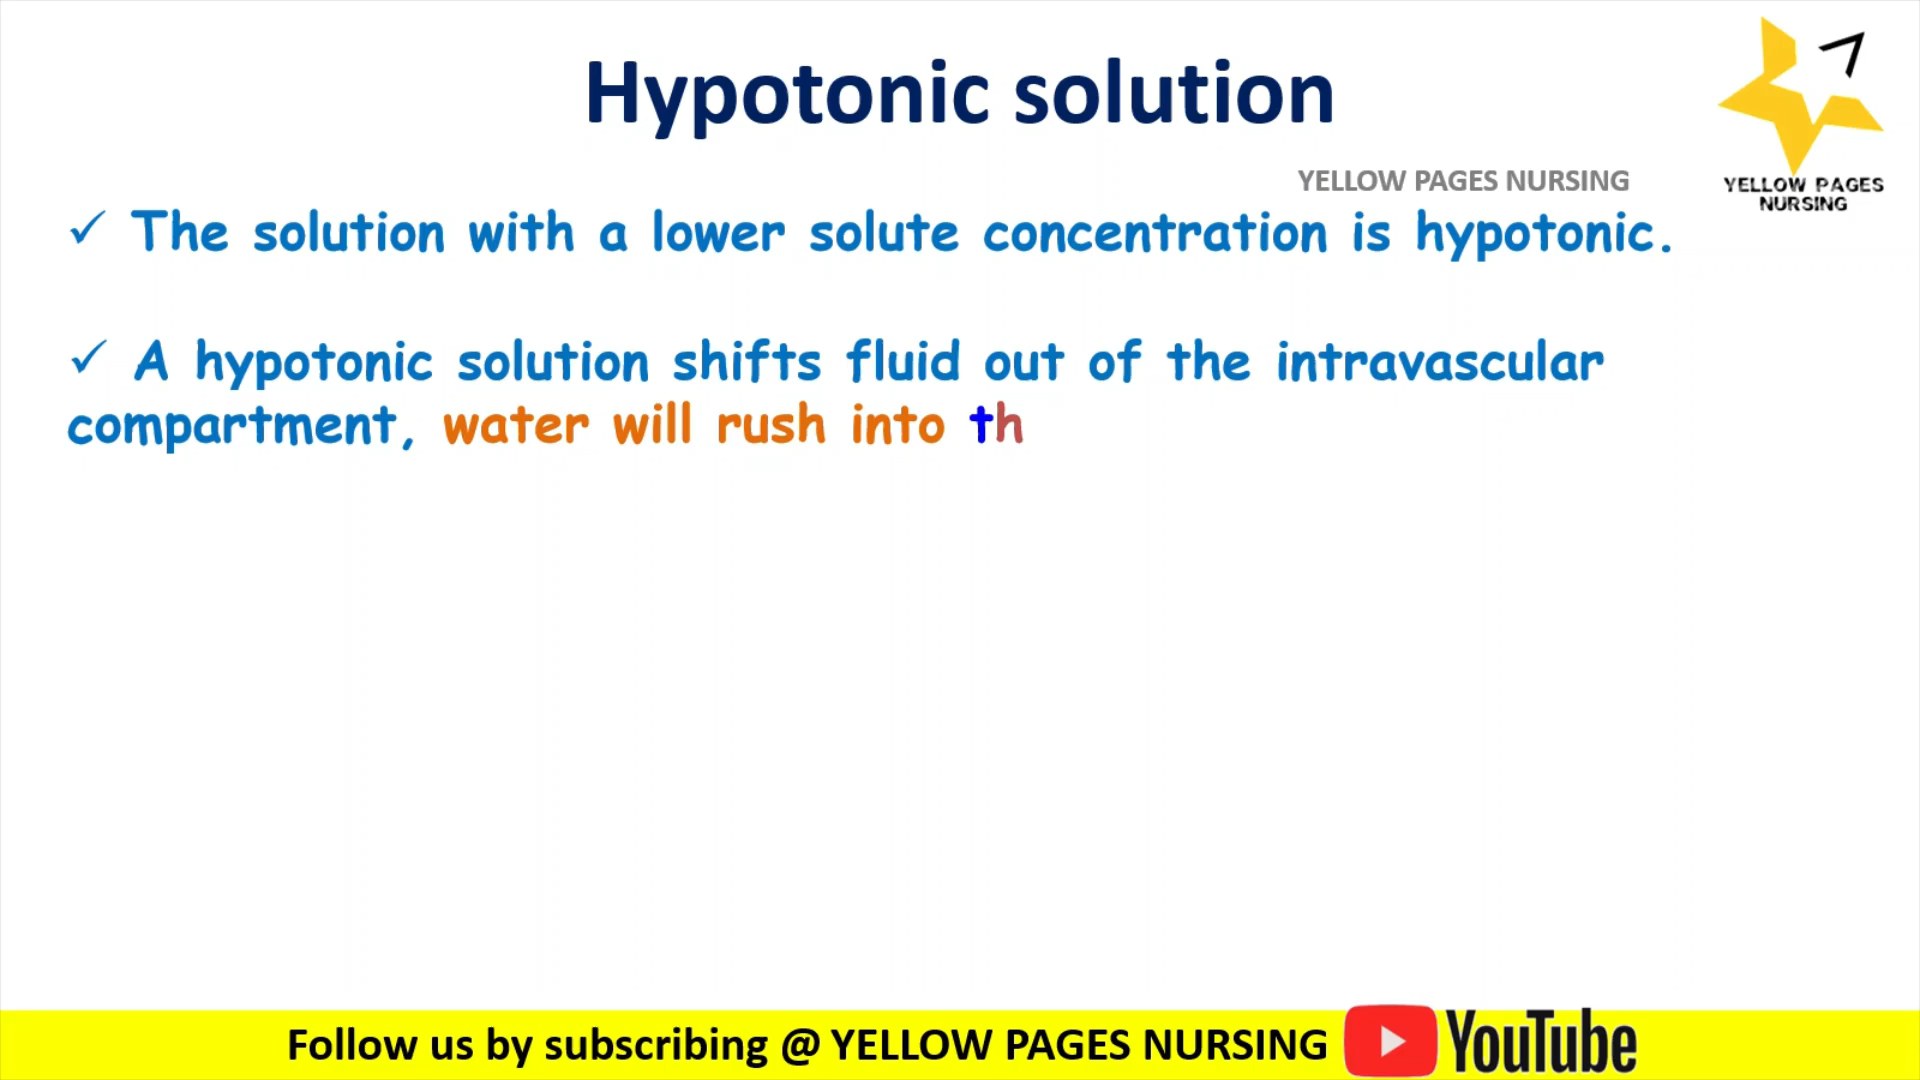 Hypotonic solution
YELLOW PAGES NURSING
YELLOW PAGES
NURSING
✓ The solution with a lower solute concentration is hypotonic.
✓ A hypotonic solution shifts fluid out of the intravascular
compartment, water will rush into th
Follow us by subscribing @ YELLOW PAGES NURSING YouTube